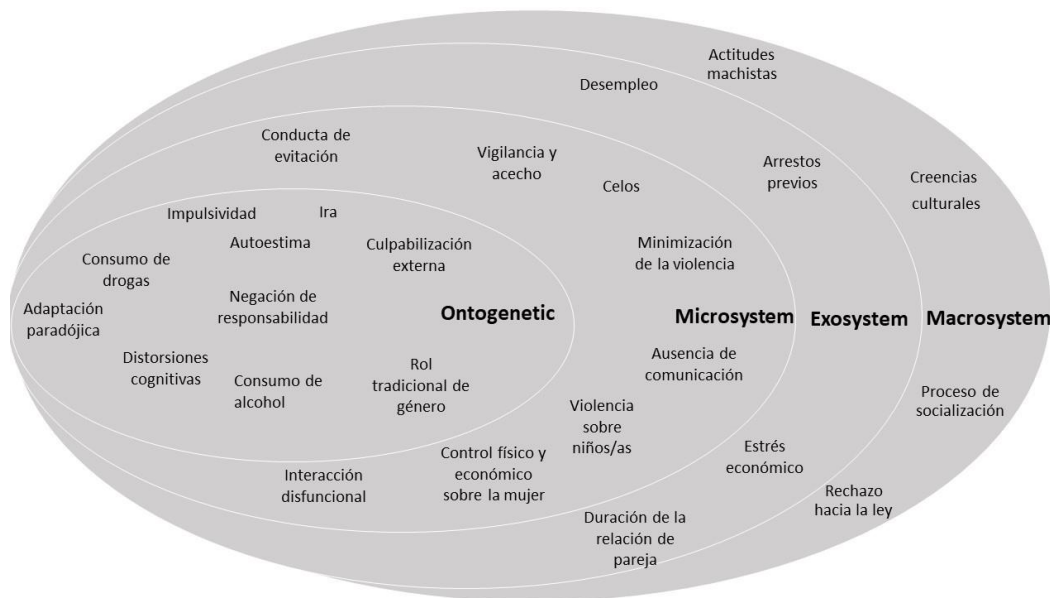 Actitudes
machistas
Desempleo
Conducta de
evitación
Vigilancia y
acecho
Celos
Arrestos
previos
Creencias
culturales
Impulsividad
Ira
Autoestima
Culpabilización
externa
Minimización
de la violencia
Consumo de
drogas
Negación de
responsabilidad
Adaptación
paradójica
Ontogenetic
Microsystem
Exosystem
Macrosystem
Distorsiones
cognitivas
Consumo de
alcohol
Rol
tradicional de
género
Ausencia de
comunicación
Proceso de
socialización
Violencia
sobre
niños/as
Interacción
disfuncional
Control físico y
económico
sobre la mujer
Estrés
económico
Rechazo
hacia la ley
Duración de la
relación de
pareja